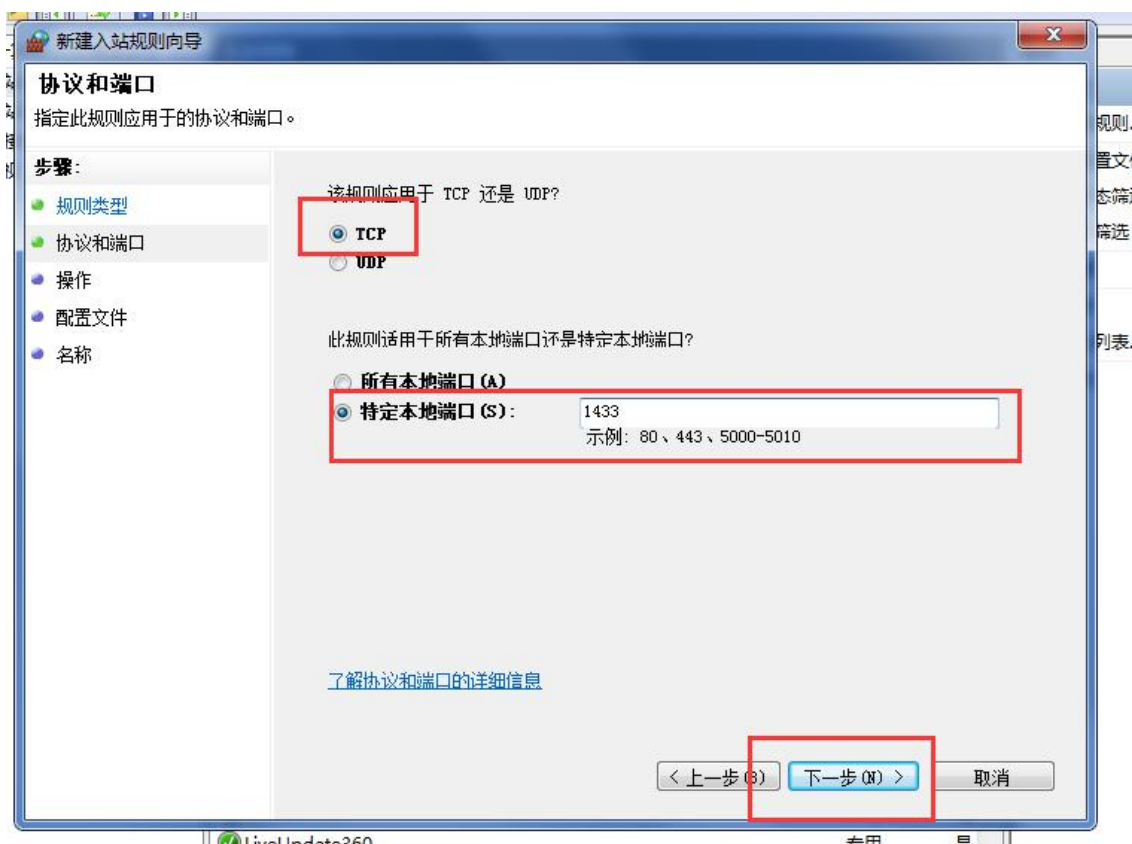 新建入站规则向导
协议和端口
指定此规则应用于的协议和端口。
步骤:
规则类型
协议和端口
操作
配置文件
名称
该规则应用于 TCP 还是 UDP?
TCP
UDP
此规则适用于所有本地端口还是特定本地端口?
所有本地端口(A)
特定本地端口(S):
1433
示例: 80、443、5000-5010
了解协议和端口的详细信息
< 上一步(B)
下一步(N) >
取消
规则.
置文
态筛
筛选
列表.
LiveUpdate360
专用
是